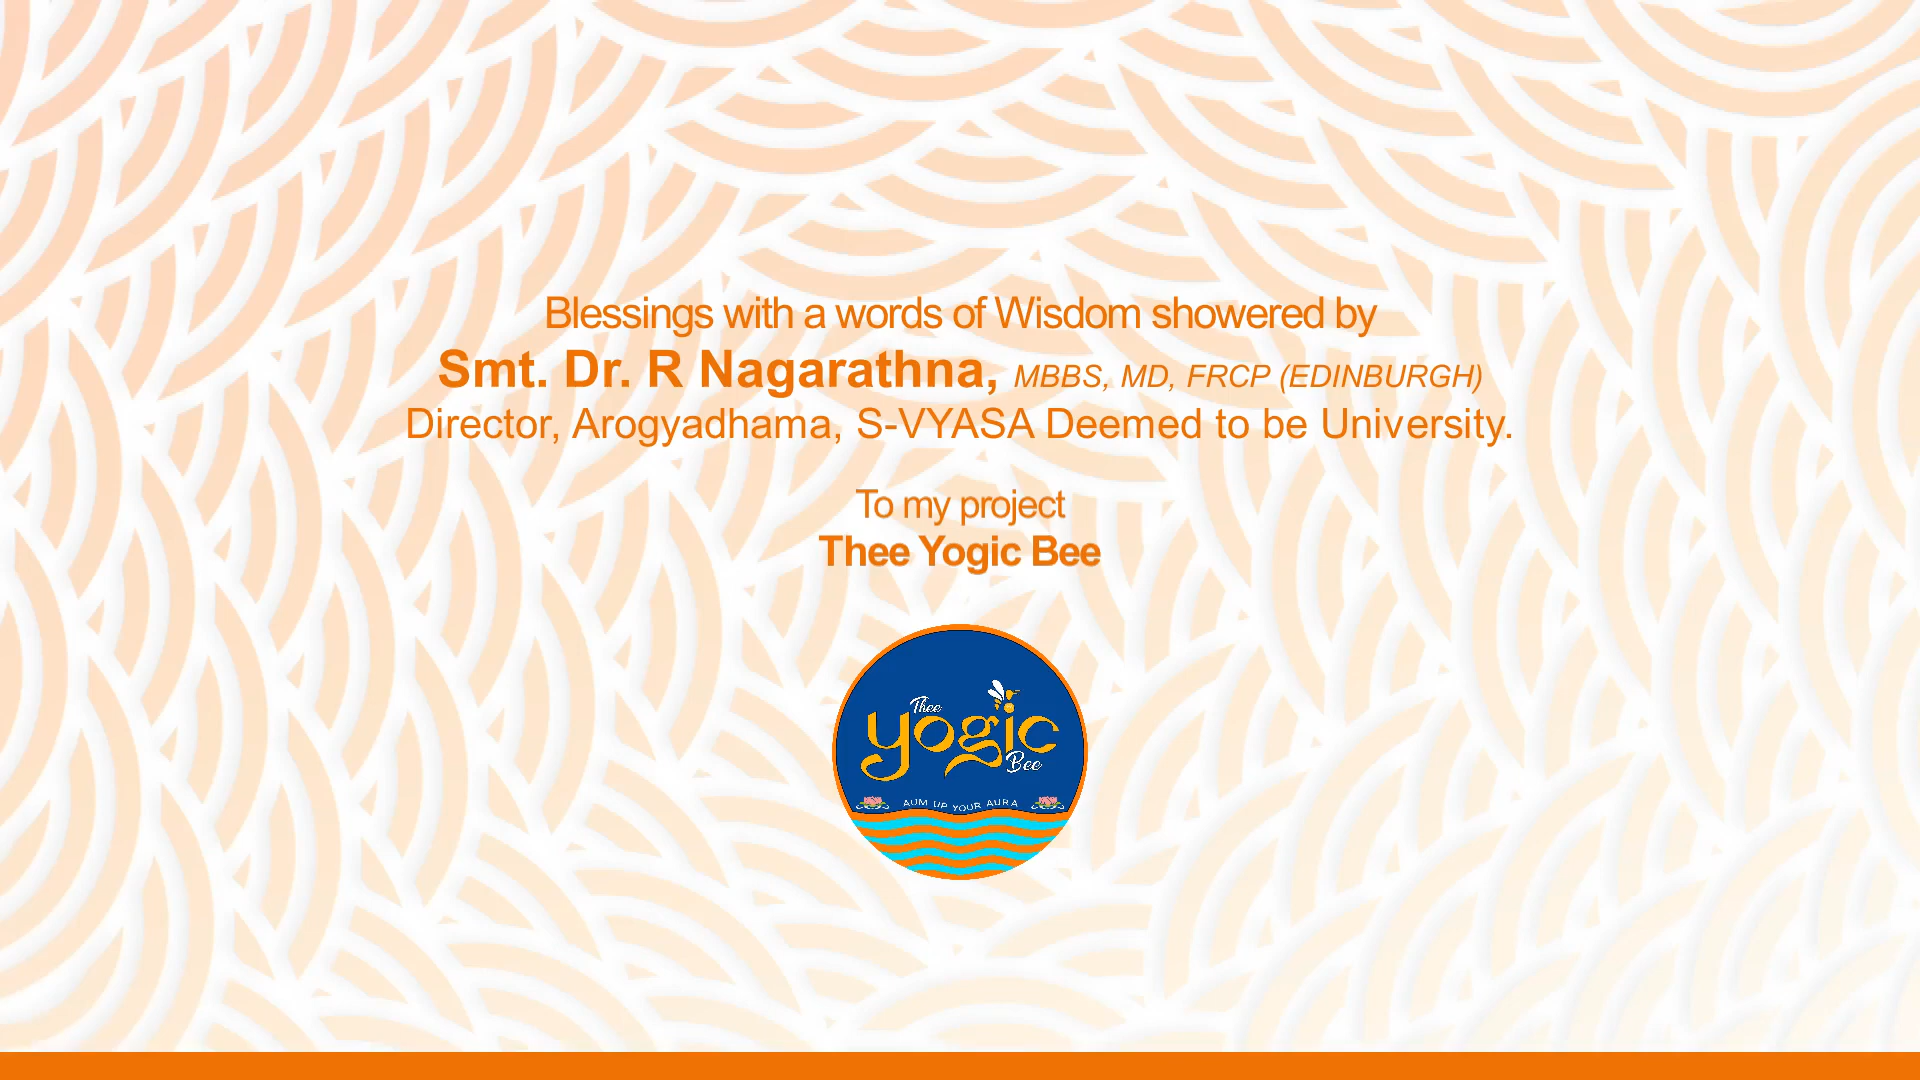 Blessings with a words of Wisdom showered by
Smt. Dr. R Nagarathna, MBBS, MD, FRCP (EDINBURGH)
Director, Arogyadhama, S-VYASA Deemed to be University.
To my project
Thee Yogic Bee
Thee
yogic
Bee
AUM UP YOUR AURA